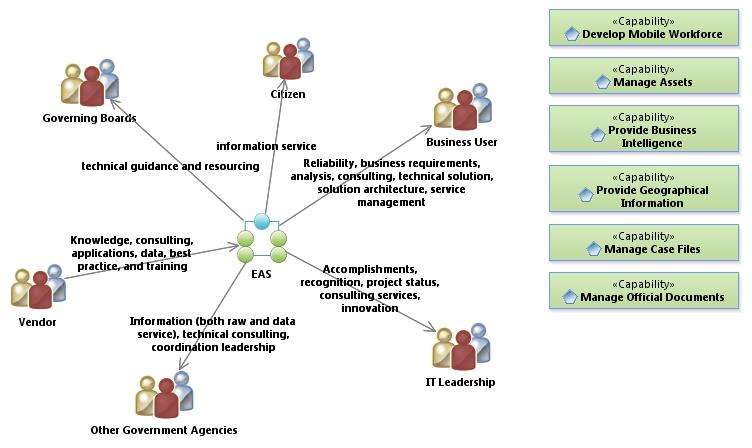 Citizen
Governing Boards
Business User
information service
technical guidance and resourcing
Reliability, business requirements,
analysis, consulting, technical solution,
solution architecture, service
management
Knowledge, consulting,
applications, data, best
practice, and training
EAS
Vendor
Accomplishments,
recognition, project status,
consulting services,
innovation
Information (both raw and data
service), technical consulting,
coordination leadership
IT Leadership
Other Government Agencies
«Capability»
Develop Mobile Workforce
«Capability»
Manage Assets
«Capability»
Provide Business
Intelligence
«Capability»
Provide Geographical
Information
«Capability»
Manage Case Files
«Capability»
Manage Official Documents